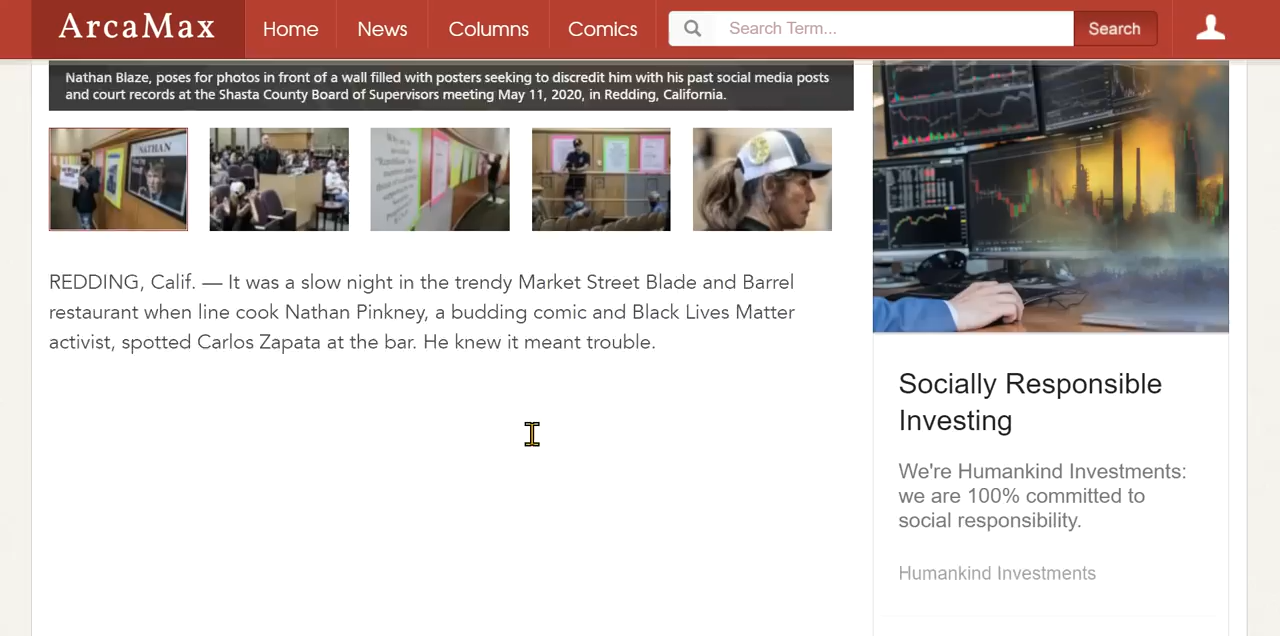 ArcaMax
Home
News
Columns
Comics
Search Term...
Search
Nathan Blaze, poses for photos in front of a wall filled with posters seeking to discredit him with his past social media posts
and court records at the Shasta County Board of Supervisors meeting May 11, 2020, in Redding, California.
NATHAN
REDDING, Calif. — It was a slow night in the trendy Market Street Blade and Barrel
restaurant when line cook Nathan Pinkney, a budding comic and Black Lives Matter
activist, spotted Carlos Zapata at the bar. He knew it meant trouble.
Socially Responsible
Investing
We're Humankind Investments:
we are 100% committed to
social responsibility.
Humankind Investments